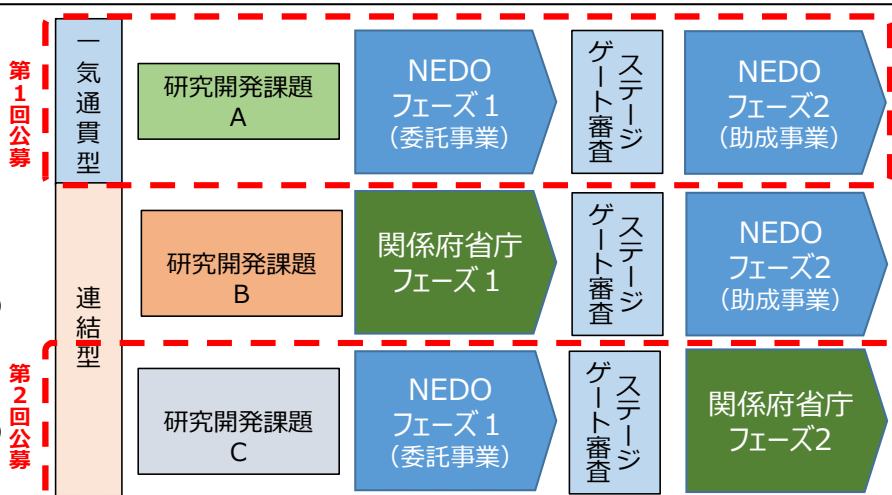 第1回公募
一気通貫型
研究開発課題
A
NEDO
フェーズ1
（委託事業）
ステージ
ゲート審査
NEDO
フェーズ2
（助成事業）
連結型
研究開発課題
B
関係府省庁
フェーズ1
ステージ
ゲート審査
NEDO
フェーズ2
（助成事業）
第2回公募
研究開発課題
C
NEDO
フェーズ1
（委託事業）
ステージ
ゲート審査
関係府省庁
フェーズ2